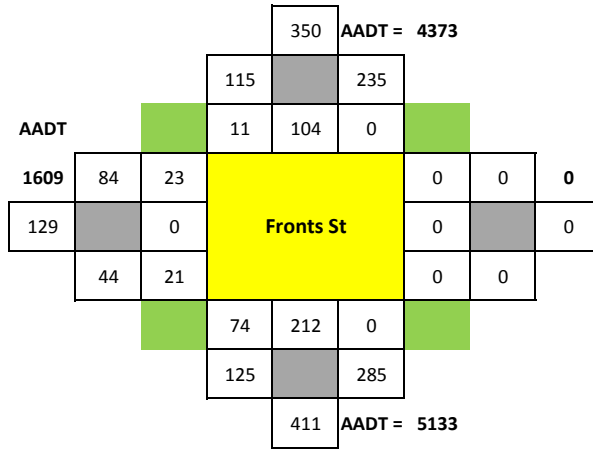 350 AADT = 4373
115 235
AADT 11 104 0
1609 84 23 0 0 0
129 0 Fronts St 0 0
44 21 0 0
74 212 0
125 285
411 AADT = 5133